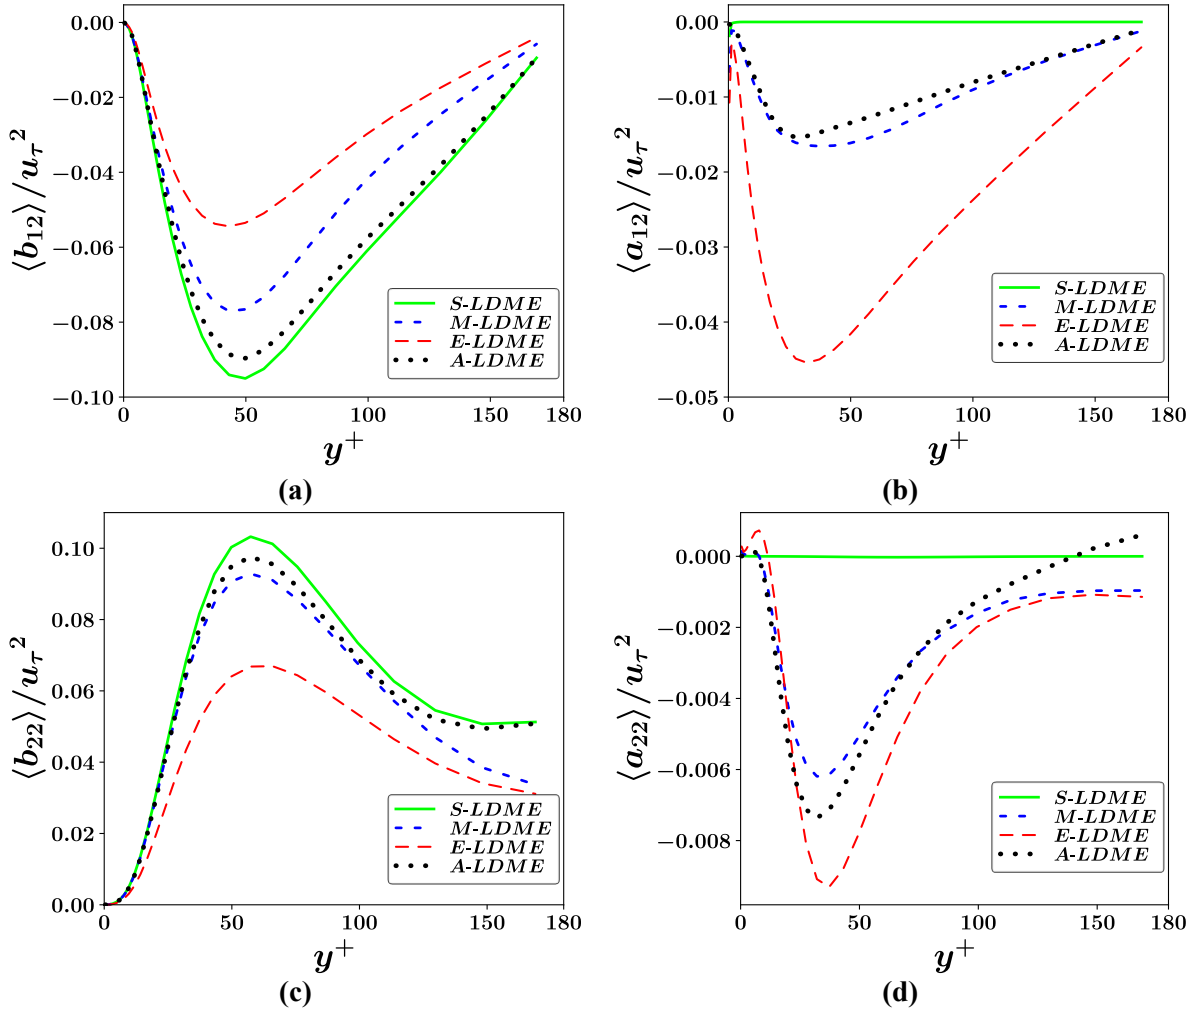 0.00
−0.02
−0.04
−0.06
−0.08
−0.10
⟨b₁₂⟩/u_τ²
S-LDME
M-LDME
E-LDME
A-LDME
0 50 100 150 180
y⁺
(a)
0.00
−0.01
−0.02
−0.03
−0.04
−0.05
⟨a₁₂⟩/u_τ²
S-LDME
M-LDME
E-LDME
A-LDME
0 50 100 150 180
y⁺
(b)
0.10
0.08
0.06
0.04
0.02
0.00
⟨b₂₂⟩/u_τ²
S-LDME
M-LDME
E-LDME
A-LDME
0 50 100 150 180
y⁺
(c)
0.000
−0.002
−0.004
−0.006
−0.008
⟨a₂₂⟩/u_τ²
S-LDME
M-LDME
E-LDME
A-LDME
0 50 100 150 180
y⁺
(d)